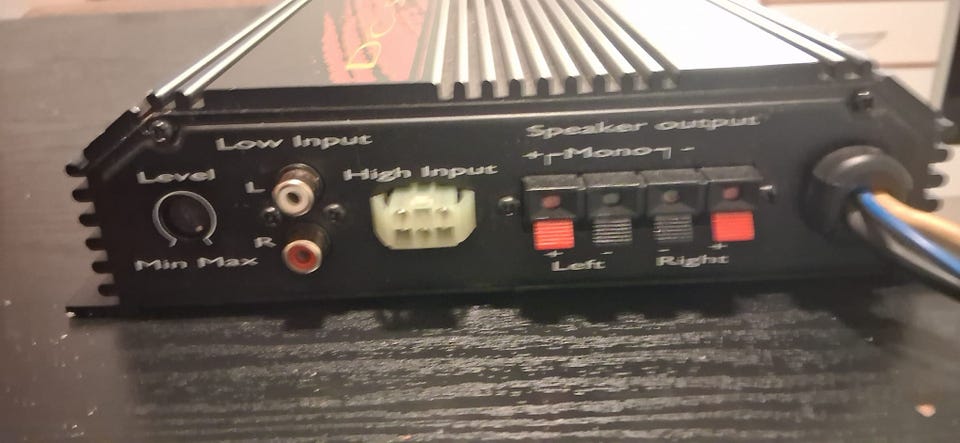 Speaker output
Low Input
+ Mono -
High Input
Level
L
R
Min Max
+ - - +
Left Right